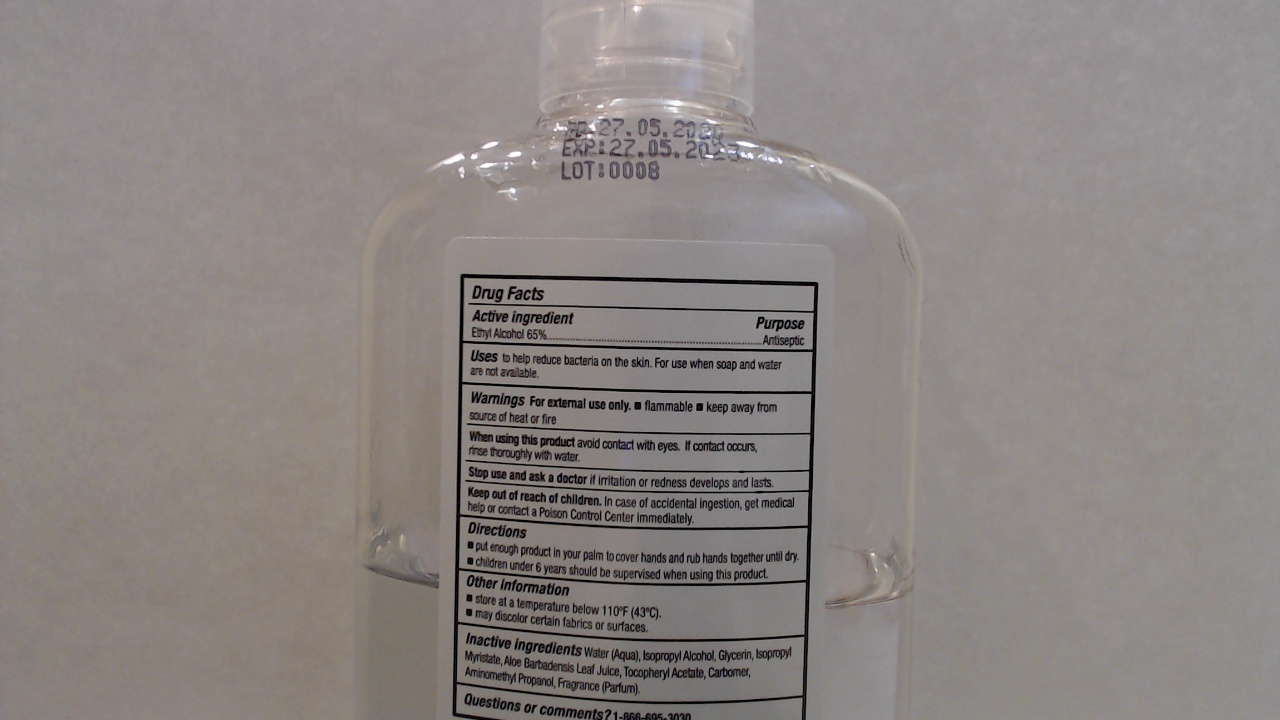 PD:27.05.2020
EXP:27.05.2023
LOT:0008
Drug Facts
Active ingredient Purpose
Ethyl Alcohol 65%........Antiseptic
Uses to help reduce bacteria on the skin. For use when soap and water
are not available.
Warnings For external use only. ■ flammable ■ keep away from
source of heat or fire
When using this product avoid contact with eyes. If contact occurs,
rinse thoroughly with water.
Stop use and ask a doctor if irritation or redness develops and lasts.
Keep out of reach of children. In case of accidental ingestion, get medical
help or contact a Poison Control Center immediately.
Directions
■ put enough product in your palm to cover hands and rub hands together until dry.
■ children under 6 years should be supervised when using this product.
Other information
■ store at a temperature below 110°F (43°C).
■ may discolor certain fabrics or surfaces.
Inactive ingredients Water (Aqua), Isopropyl Alcohol, Glycerin, Isopropyl
Myristate, Aloe Barbadensis Leaf Juice, Tocopheryl Acetate, Carbomer,
Aminomethyl Propanol, Fragrance (Parfum).
Questions or comments? 1-866-695-3030